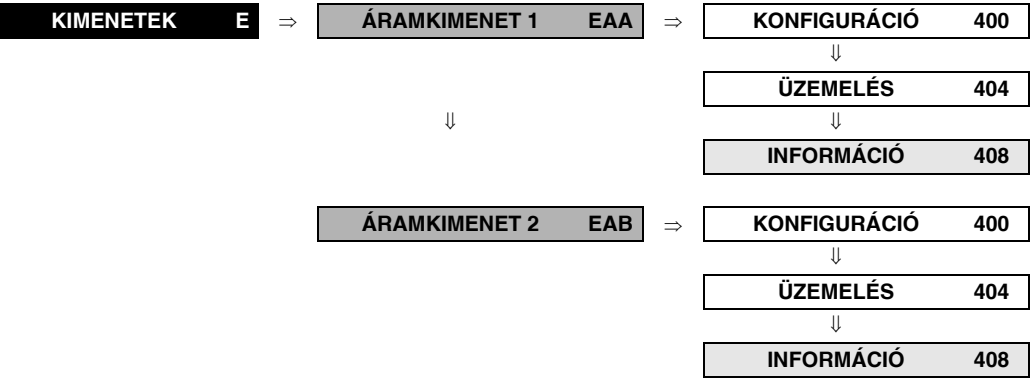 KIMENETEK E ⇒ ÁRAMKIMENET 1 EAA ⇒ KONFIGURÁCIÓ 400
⇓
ÜZEMELÉS 404
⇓ ⇓
INFORMÁCIÓ 408
ÁRAMKIMENET 2 EAB ⇒ KONFIGURÁCIÓ 400
⇓
ÜZEMELÉS 404
⇓
INFORMÁCIÓ 408